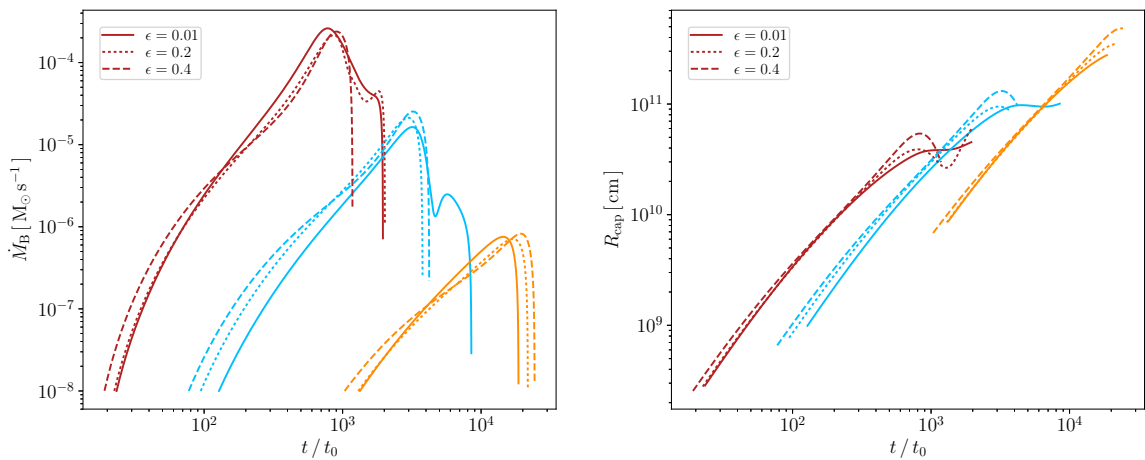 10⁻⁴
10⁻⁵
10⁻⁶
10⁻⁷
10⁻⁸
Ṁ_B [ M_⊙ s⁻¹ ]
ϵ = 0.01
ϵ = 0.2
ϵ = 0.4
10²
10³
10⁴
t / t₀
10¹¹
10¹⁰
10⁹
R_cap [ cm ]
ϵ = 0.01
ϵ = 0.2
ϵ = 0.4
10²
10³
10⁴
t / t₀